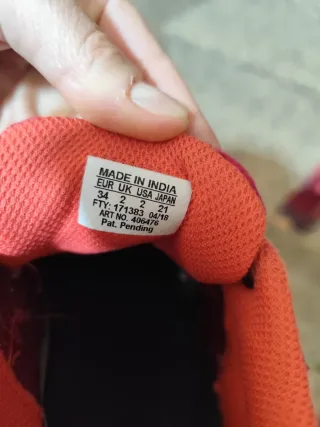 MADE IN INDIA
EUR UK USA JAPAN
34 2 2 21
FTY: 171383 04/18
ART NO. 406476
Pat. Pending